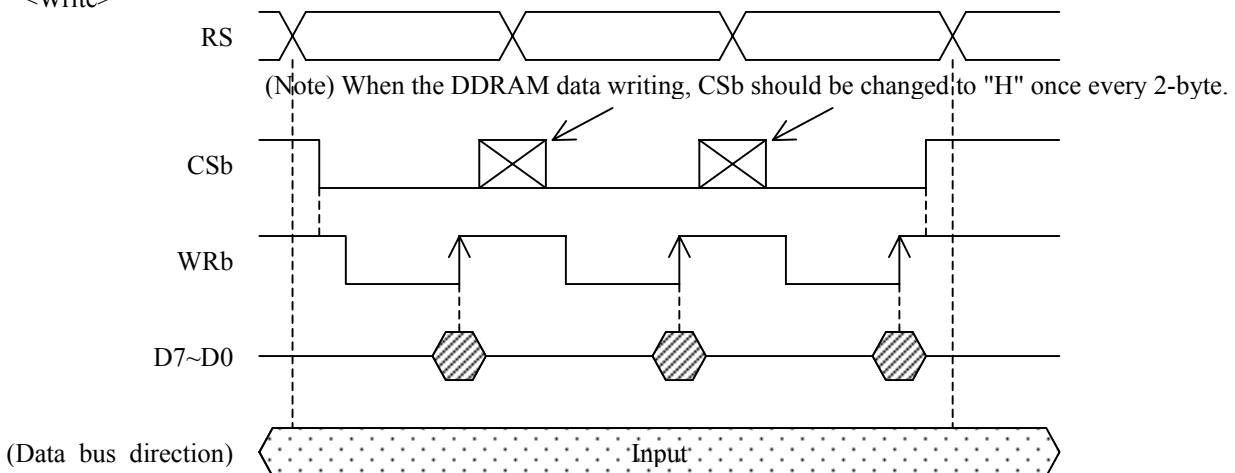 <Write>
RS
(Note) When the DDRAM data writing, CSb should be changed to "H" once every 2-byte.
CSb
WRb
D7~D0
(Data bus direction)
Input